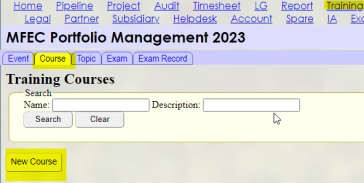 Home Pipeline Project Audit Timesheet LG Report Training
Legal Partner Subsidiary Helpdesk Account Spare IA
MFEC Portfolio Management 2023
Event Course Topic Exam Exam Record
Training Courses
Search
Name: Description:
Search Clear
New Course